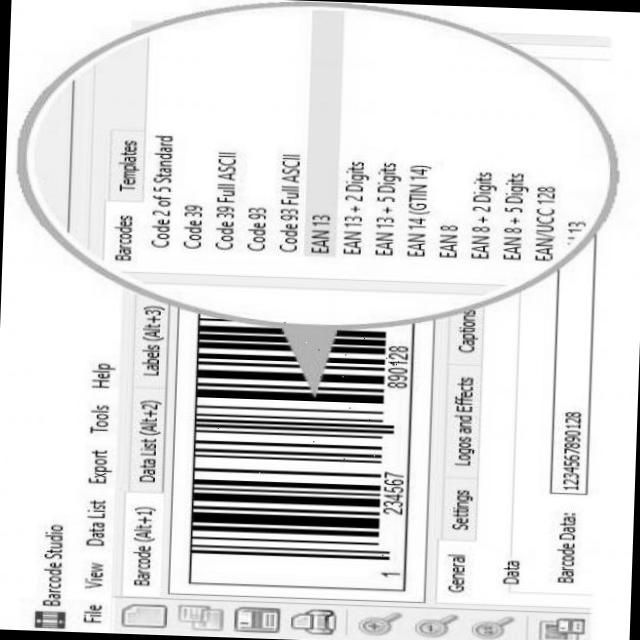 Barcode Studio
File View Data List Export Tools Help
Barcode (Alt+1) Data List (Alt+2) Labels (Alt+3)
Barcodes Templates
Code 2 of 5 Standard
Code 39
Code 39 Full ASCII
Code 93
Code 93 Full ASCII
EAN 13
EAN 13 + 2 Digits
EAN 13 + 5 Digits
EAN 14 (GTIN 14)
EAN 8
EAN 8 + 2 Digits
EAN 8 + 5 Digits
EAN/UCC 128
13
1 234567 890128
General Settings Logos and Effects Captions
Data
Barcode Data: 1234567890128